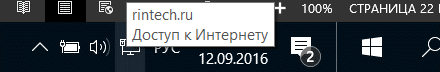 rintech.ru
Доступ к Интернету
100%
СТРАНИЦА 22
РУС
12.09.2016
2